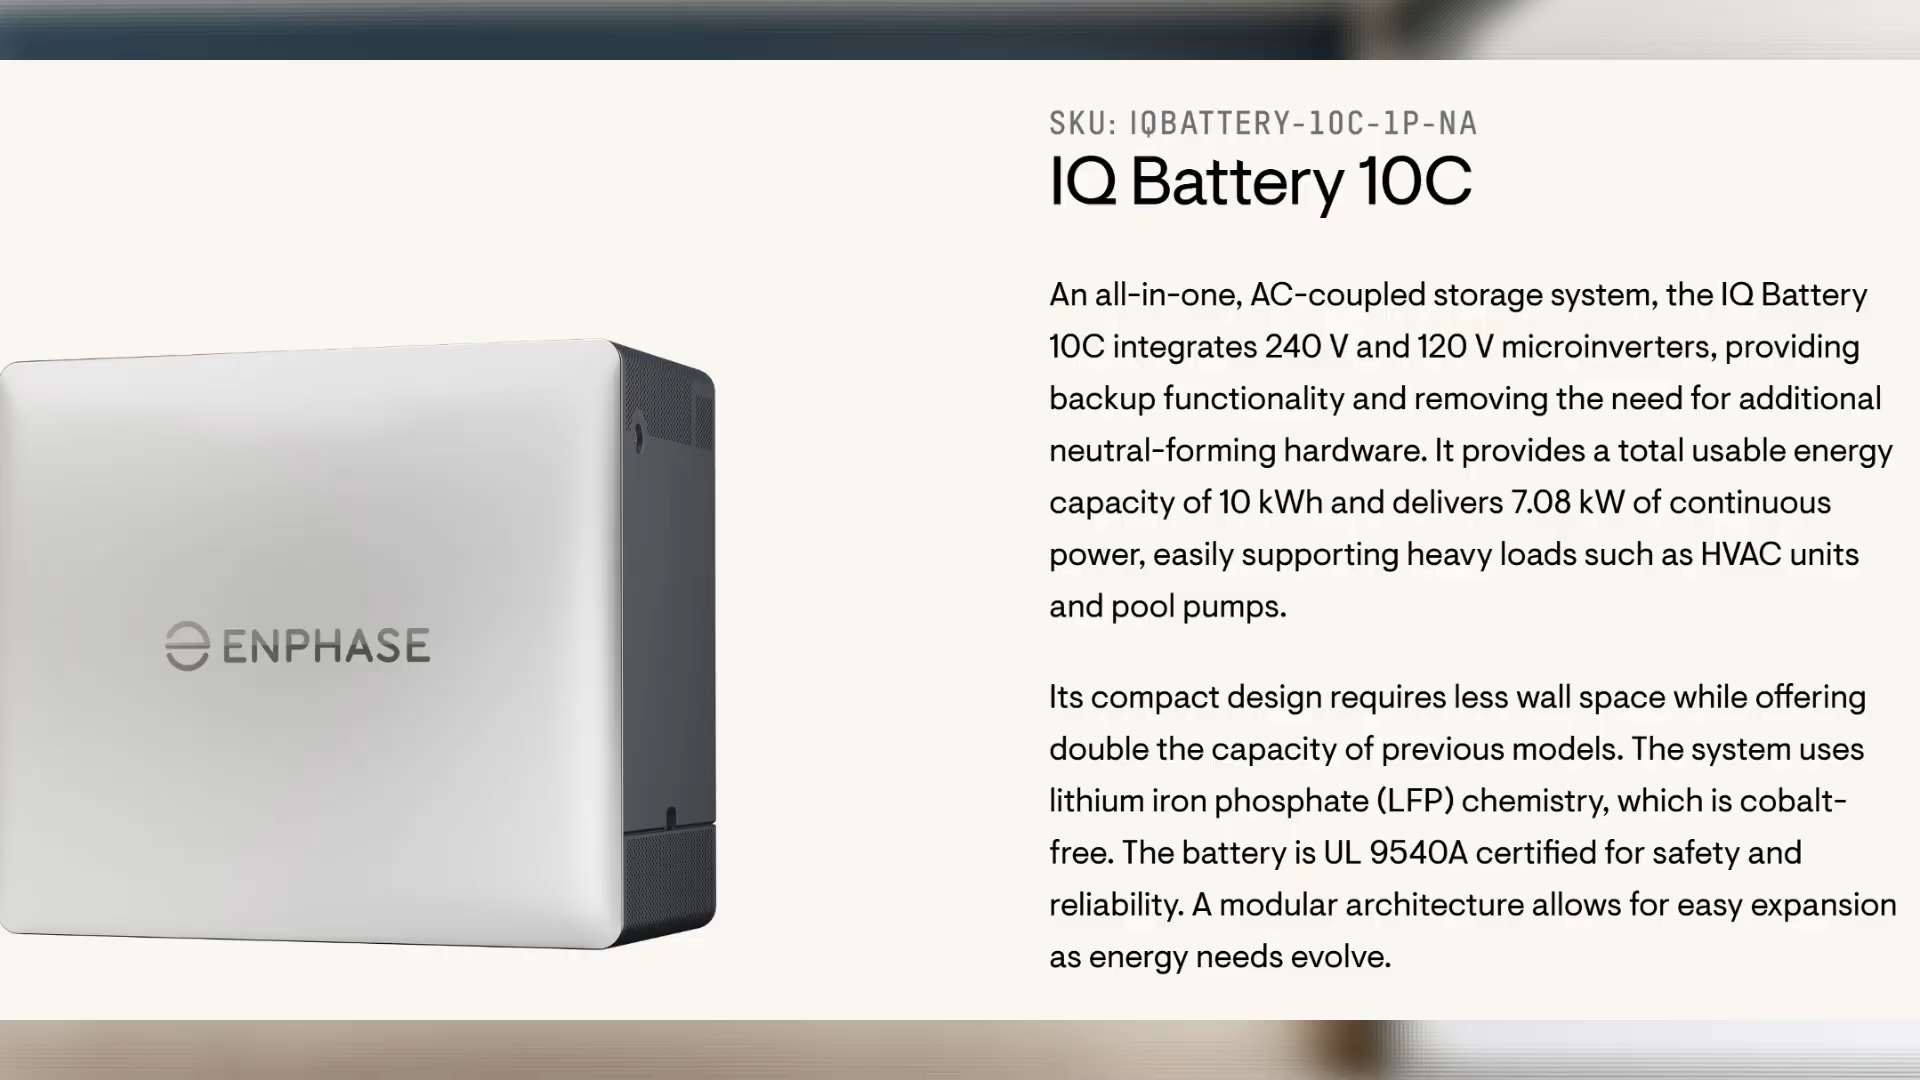 SKU: IQBATTERY-10C-1P-NA
IQ Battery 10C
An all-in-one, AC-coupled storage system, the IQ Battery
10C integrates 240 V and 120 V microinverters, providing
backup functionality and removing the need for additional
neutral-forming hardware. It provides a total usable energy
capacity of 10 kWh and delivers 7.08 kW of continuous
power, easily supporting heavy loads such as HVAC units
and pool pumps.
Its compact design requires less wall space while offering
double the capacity of previous models. The system uses
lithium iron phosphate (LFP) chemistry, which is cobalt-
free. The battery is UL 9540A certified for safety and
reliability. A modular architecture allows for easy expansion
as energy needs evolve.
ENPHASE